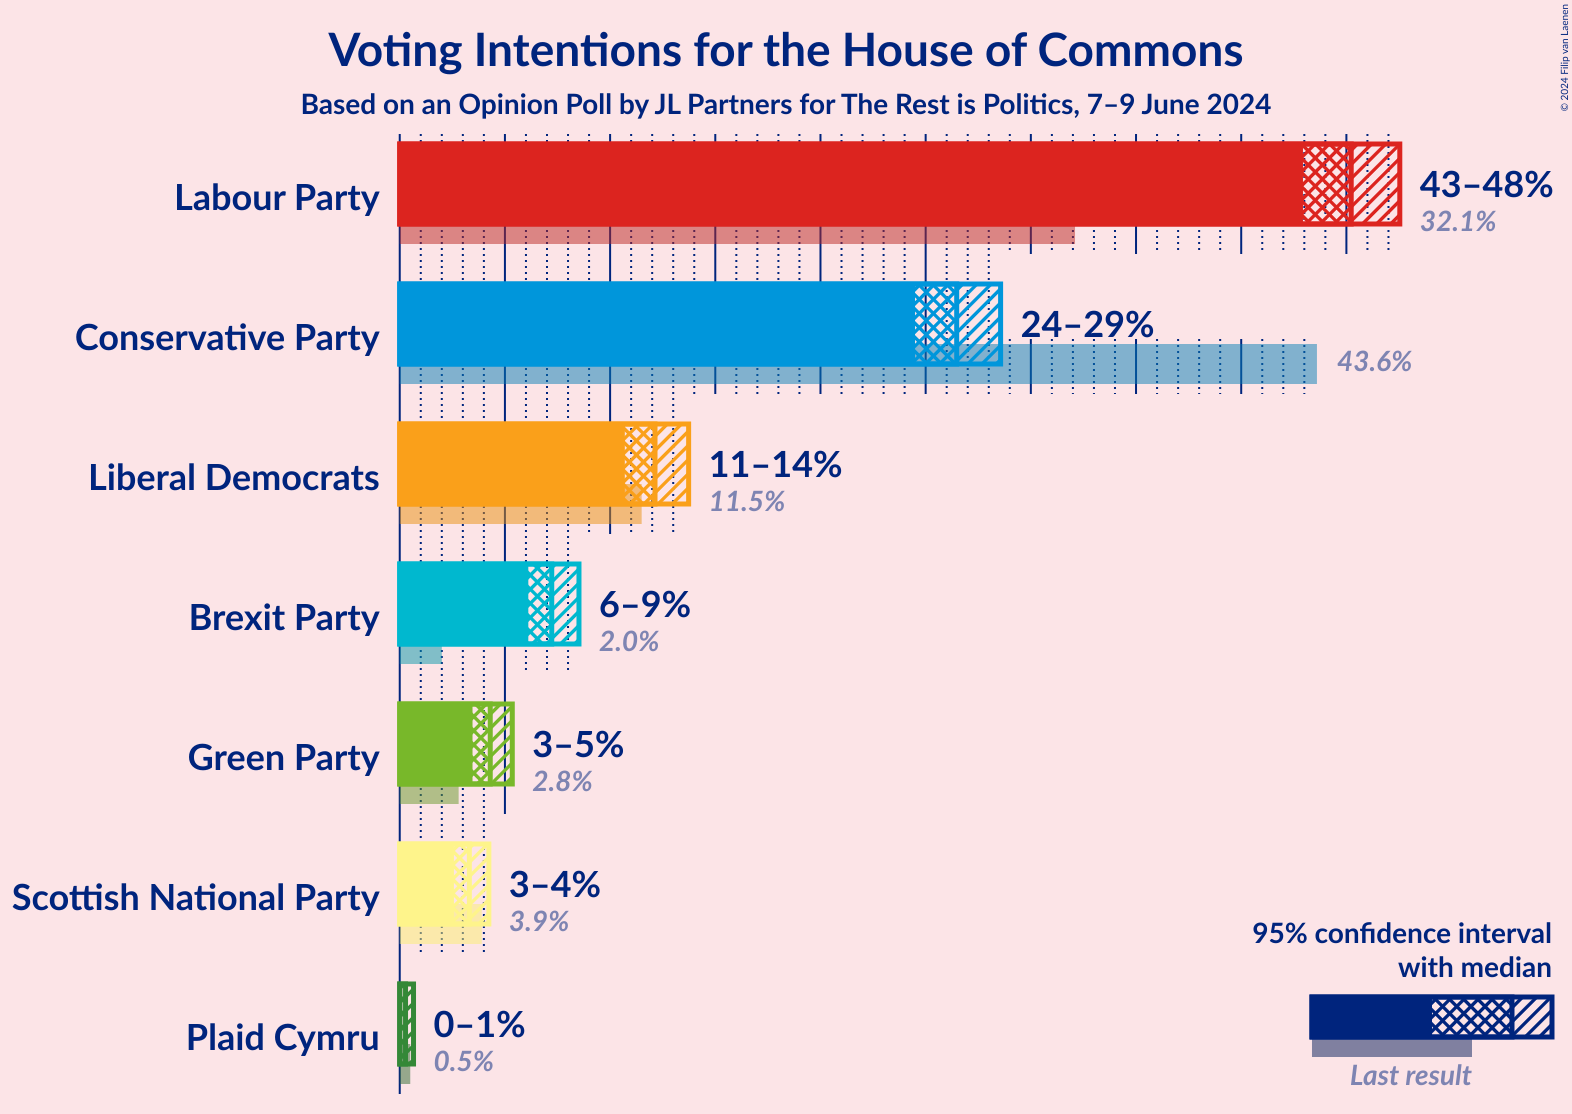 Voting Intentions for the House of Commons
Based on an Opinion Poll by JL Partners for The Rest is Politics, 7–9 June 2024
© 2024 Filip van Laenen
Labour Party
43–48%
32.1%
Conservative Party
24–29%
43.6%
Liberal Democrats
11–14%
11.5%
Brexit Party
6–9%
2.0%
Green Party
3–5%
2.8%
Scottish National Party
3–4%
3.9%
Plaid Cymru
0–1%
0.5%
95% confidence interval
with median
Last result